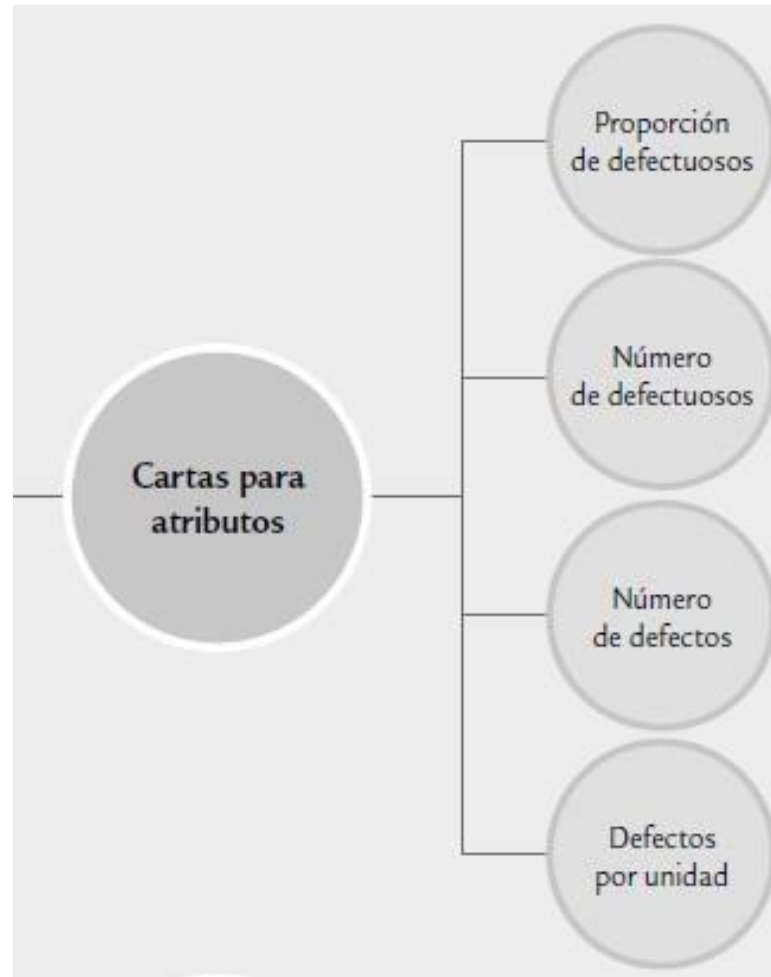 Proporción
de defectuosos
Número
de defectuosos
Cartas para
atributos
Número
de defectos
Defectos
por unidad